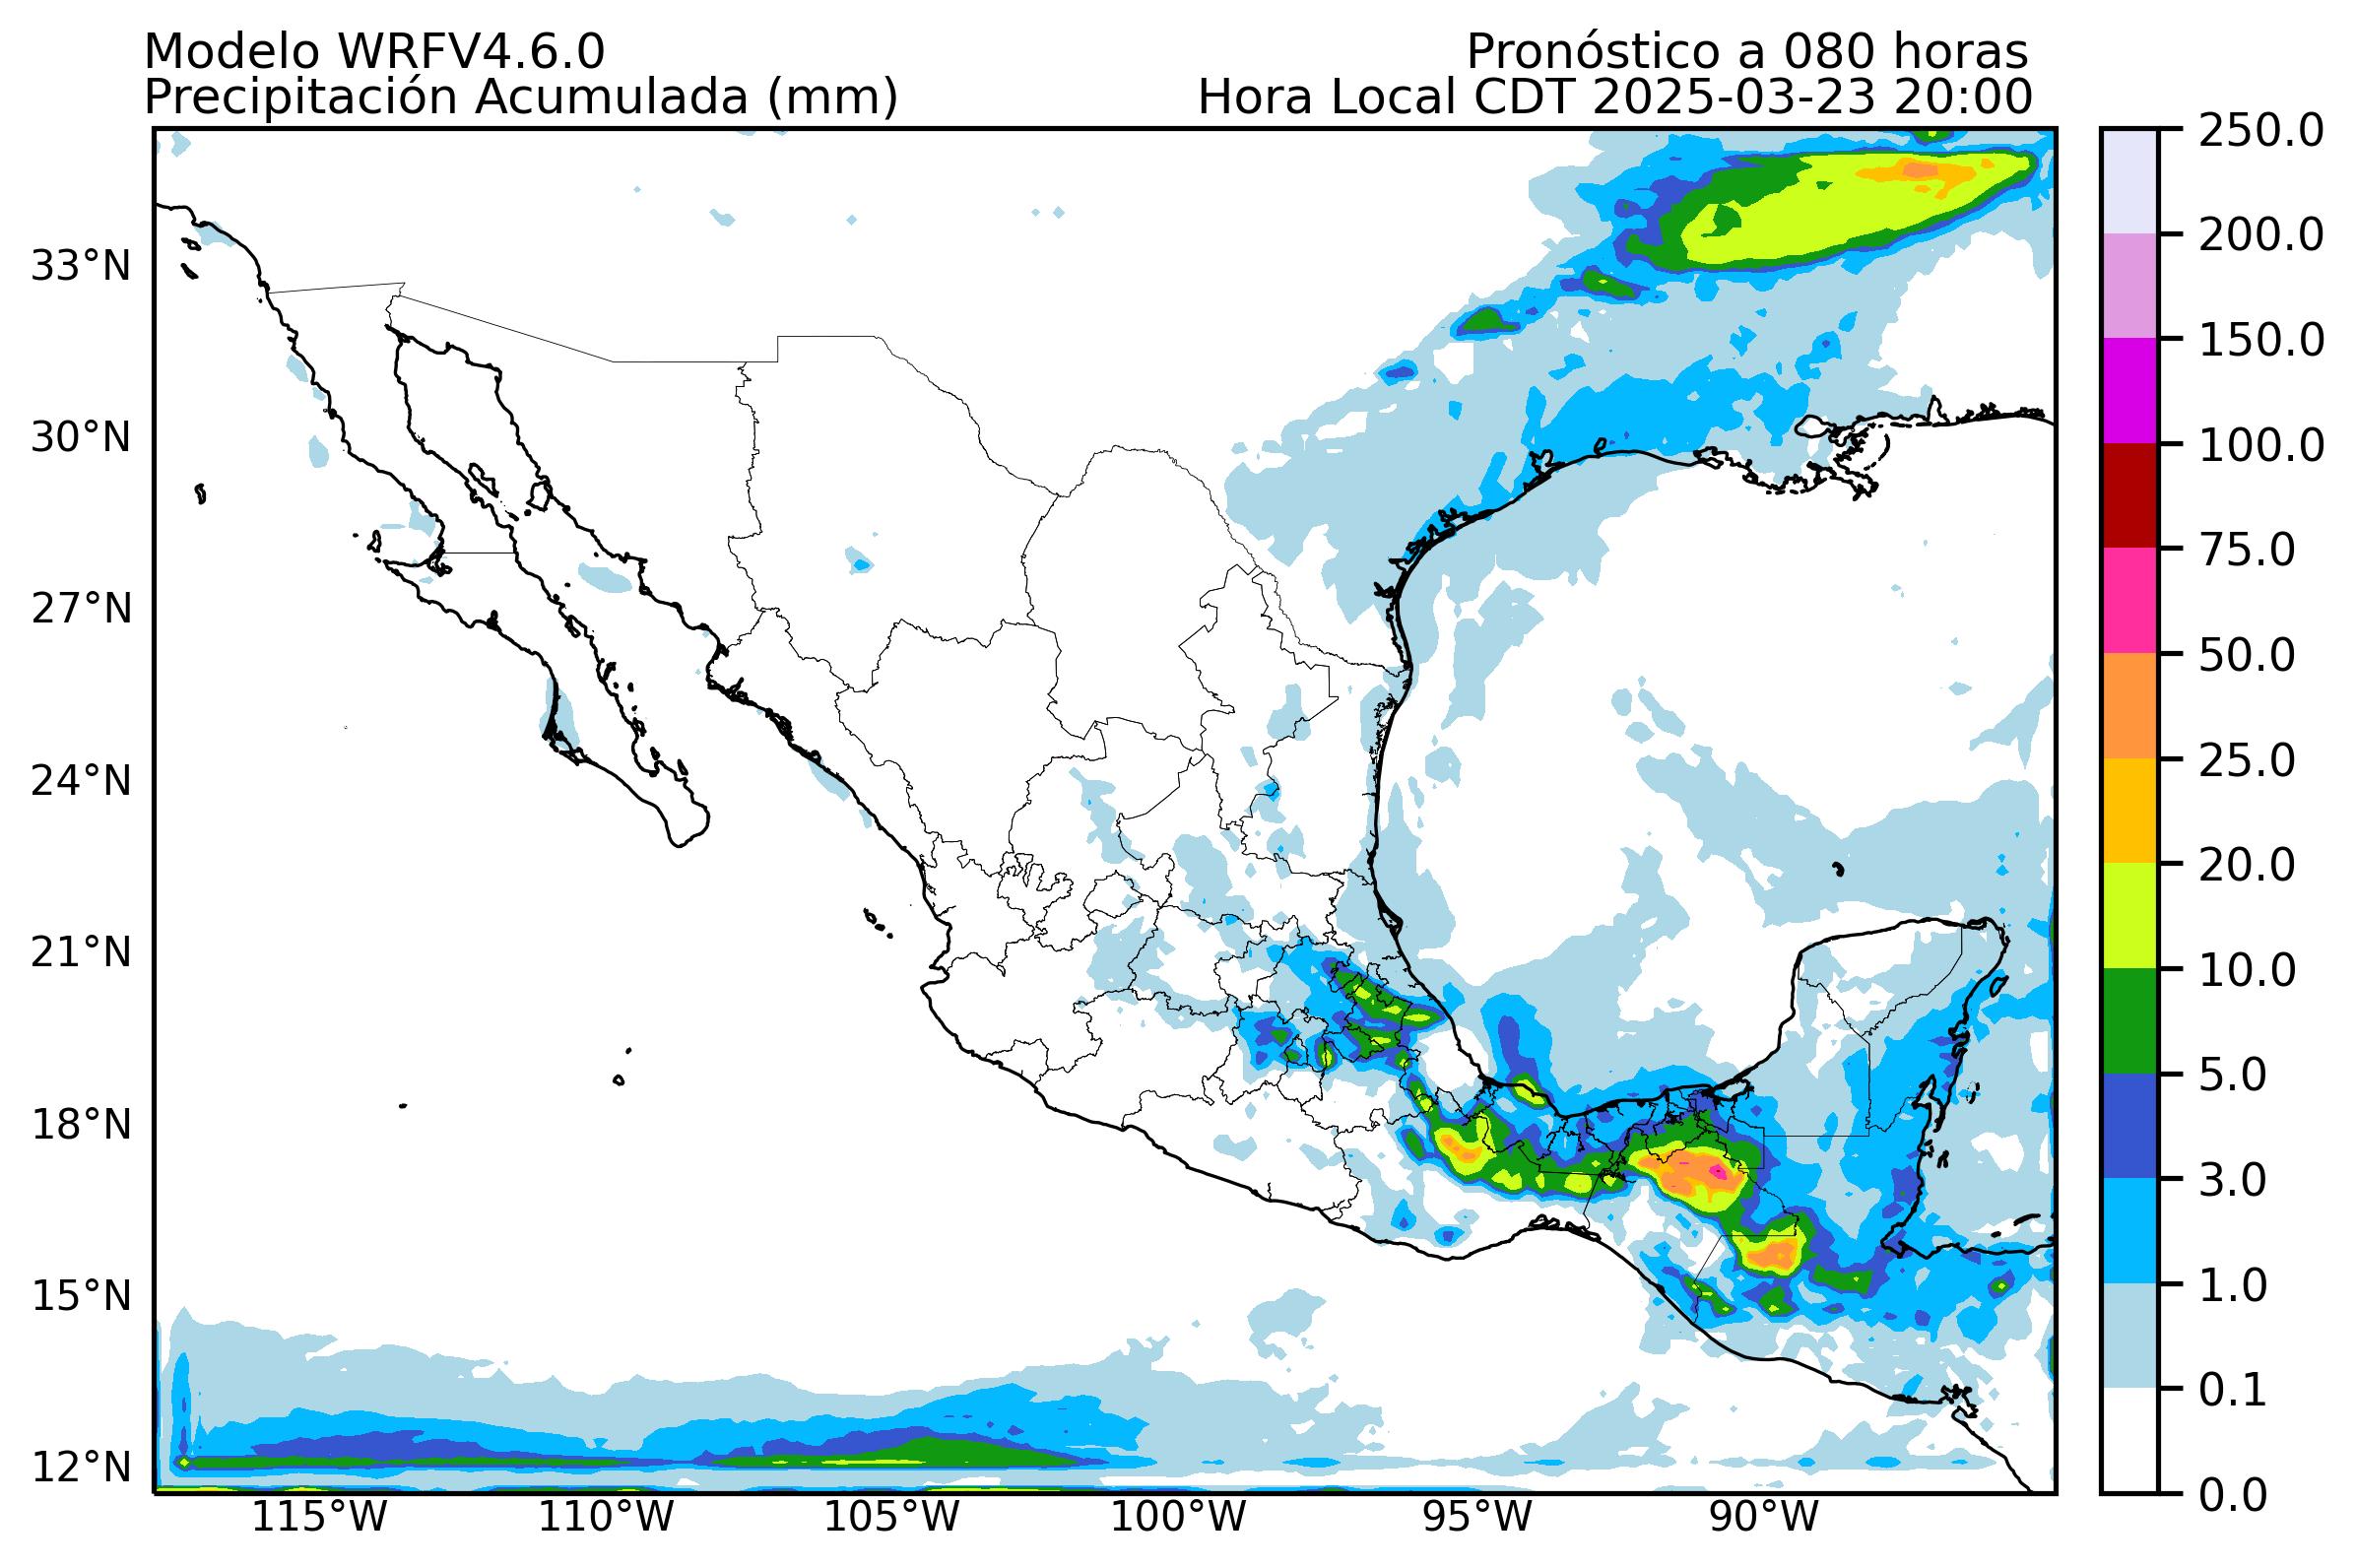 Modelo WRFV4.6.0
Pronóstico a 080 horas
Precipitación Acumulada (mm)
Hora Local CDT 2025-03-23 20:00
33°N
30°N
27°N
24°N
21°N
18°N
15°N
12°N
115°W
110°W
105°W
100°W
95°W
90°W
250.0
200.0
150.0
100.0
75.0
50.0
25.0
20.0
10.0
5.0
3.0
1.0
0.1
0.0